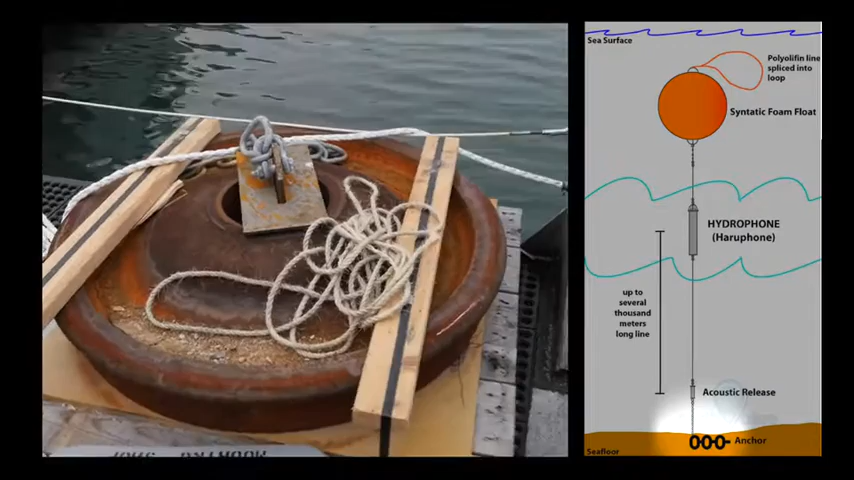 Sea Surface
Polyolifin line
spliced into
loop
Syntatic Foam Float
HYDROPHONE
(Haruphone)
up to
several
thousand
meters
long line
Acoustic Release
Anchor
Seafloor